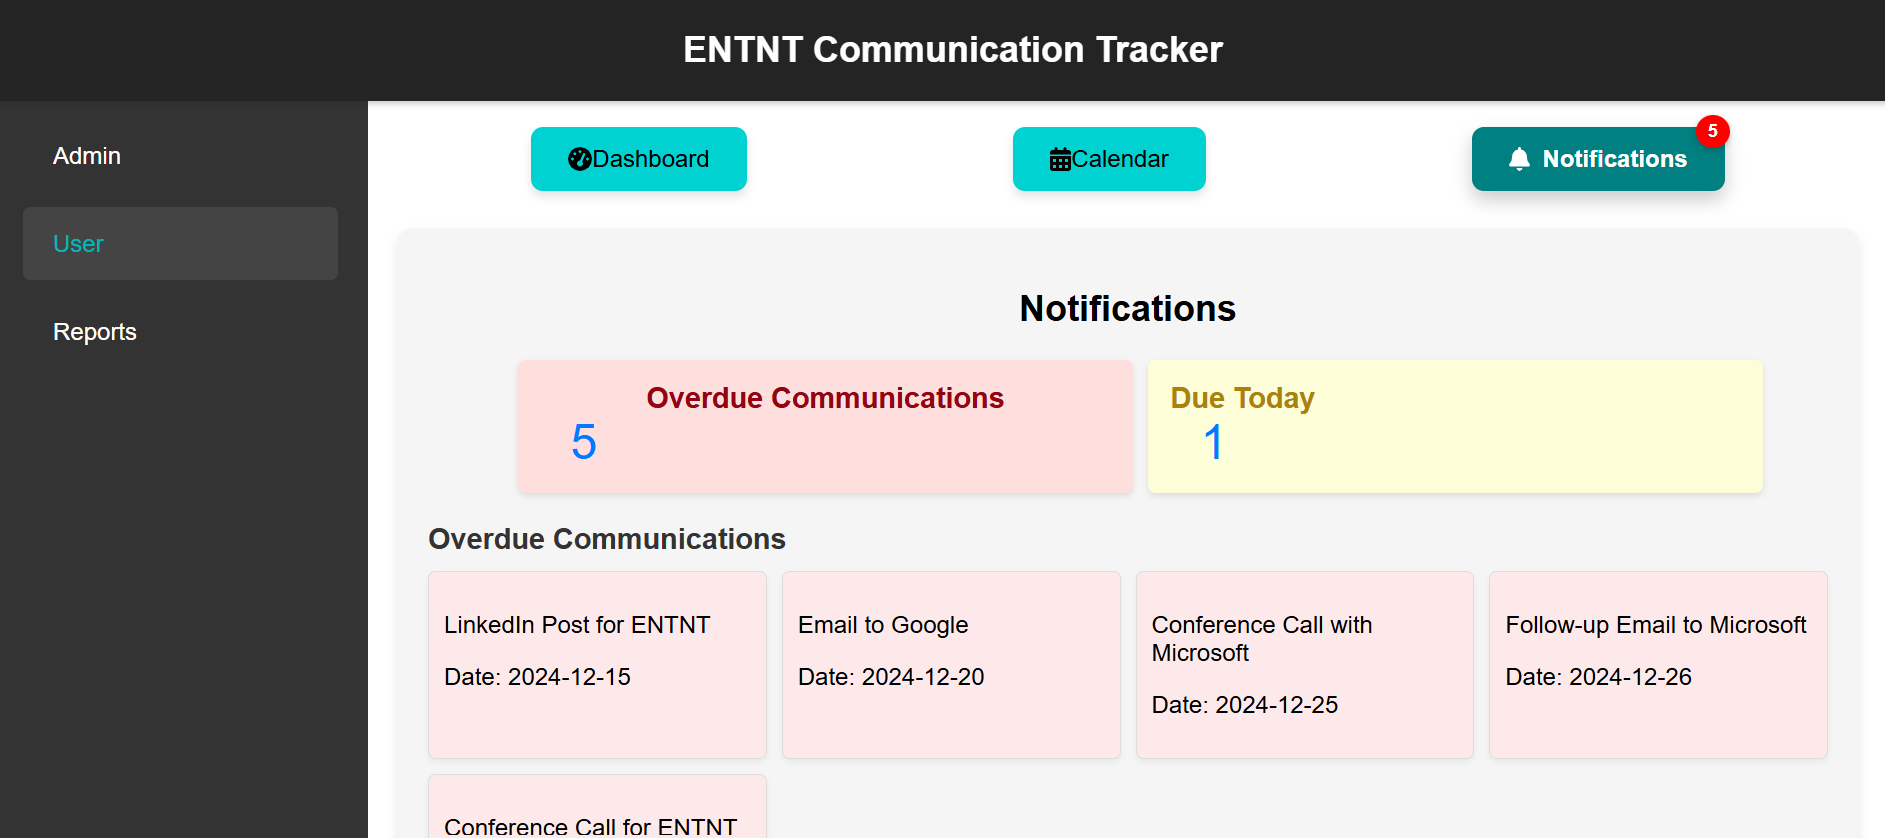 ENTNT Communication Tracker
Admin
User
Reports
Dashboard
Calendar
Notifications
5
Notifications
Overdue Communications
5
Due Today
1
Overdue Communications
LinkedIn Post for ENTNT
Date: 2024-12-15
Email to Google
Date: 2024-12-20
Conference Call with
Microsoft
Date: 2024-12-25
Follow-up Email to Microsoft
Date: 2024-12-26
Conference Call for ENTNT